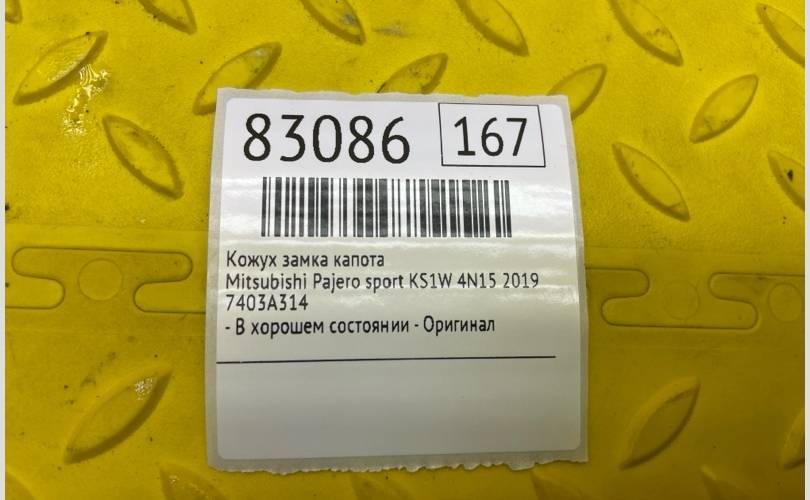 83086 167
Кожух замка капота
Mitsubishi Pajero sport KS1W 4N15 2019
7403A314
- В хорошем состоянии - Оригинал